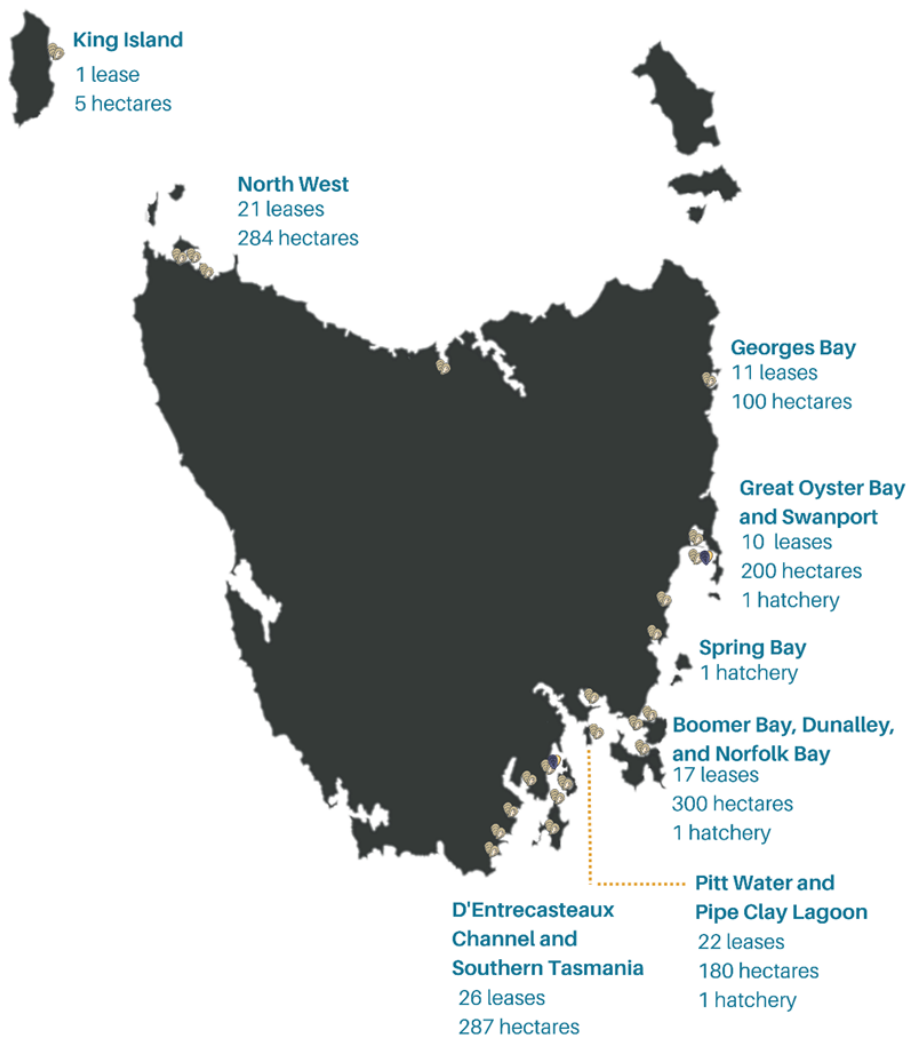 King Island
1 lease
5 hectares
North West
21 leases
284 hectares
Georges Bay
11 leases
100 hectares
Great Oyster Bay
and Swanport
10 leases
200 hectares
1 hatchery
Spring Bay
1 hatchery
Boomer Bay, Dunalley,
and Norfolk Bay
17 leases
300 hectares
1 hatchery
Pitt Water and
Pipe Clay Lagoon
22 leases
180 hectares
1 hatchery
D'Entrecasteaux
Channel and
Southern Tasmania
26 leases
287 hectares